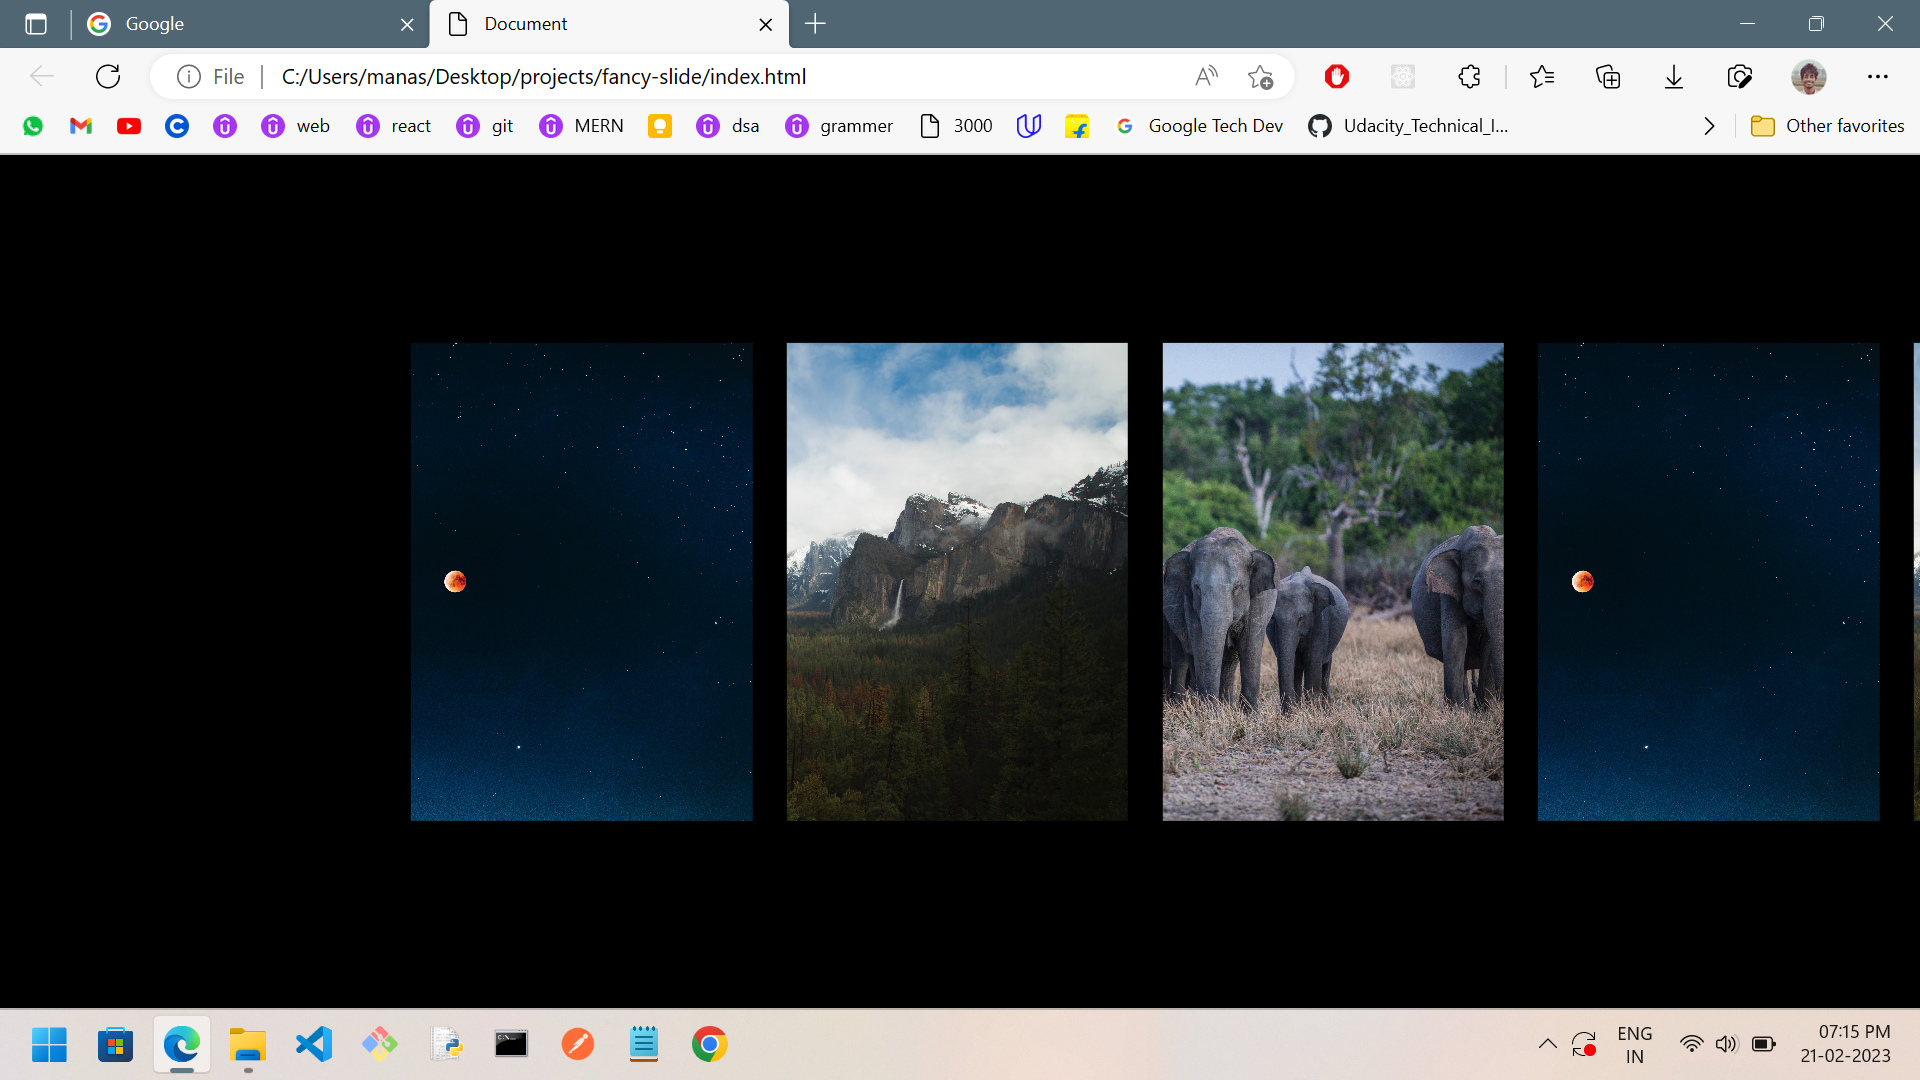 Google
Document
File
C:/Users/manas/Desktop/projects/fancy-slide/index.html
web
react
git
MERN
dsa
grammer
3000
Google Tech Dev
Udacity_Technical_I...
Other favorites
ENG
IN
07:15 PM
21-02-2023